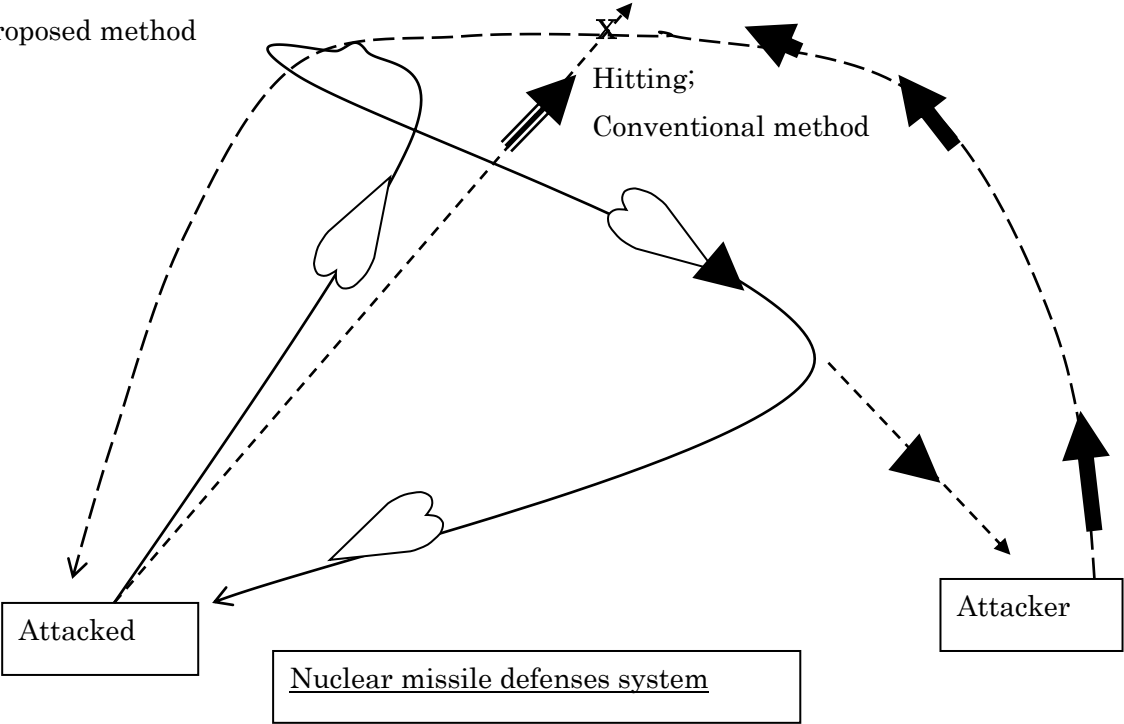 roposed method
x
Hitting;
Conventional method
Attacker
Attacked
Nuclear missile defenses system